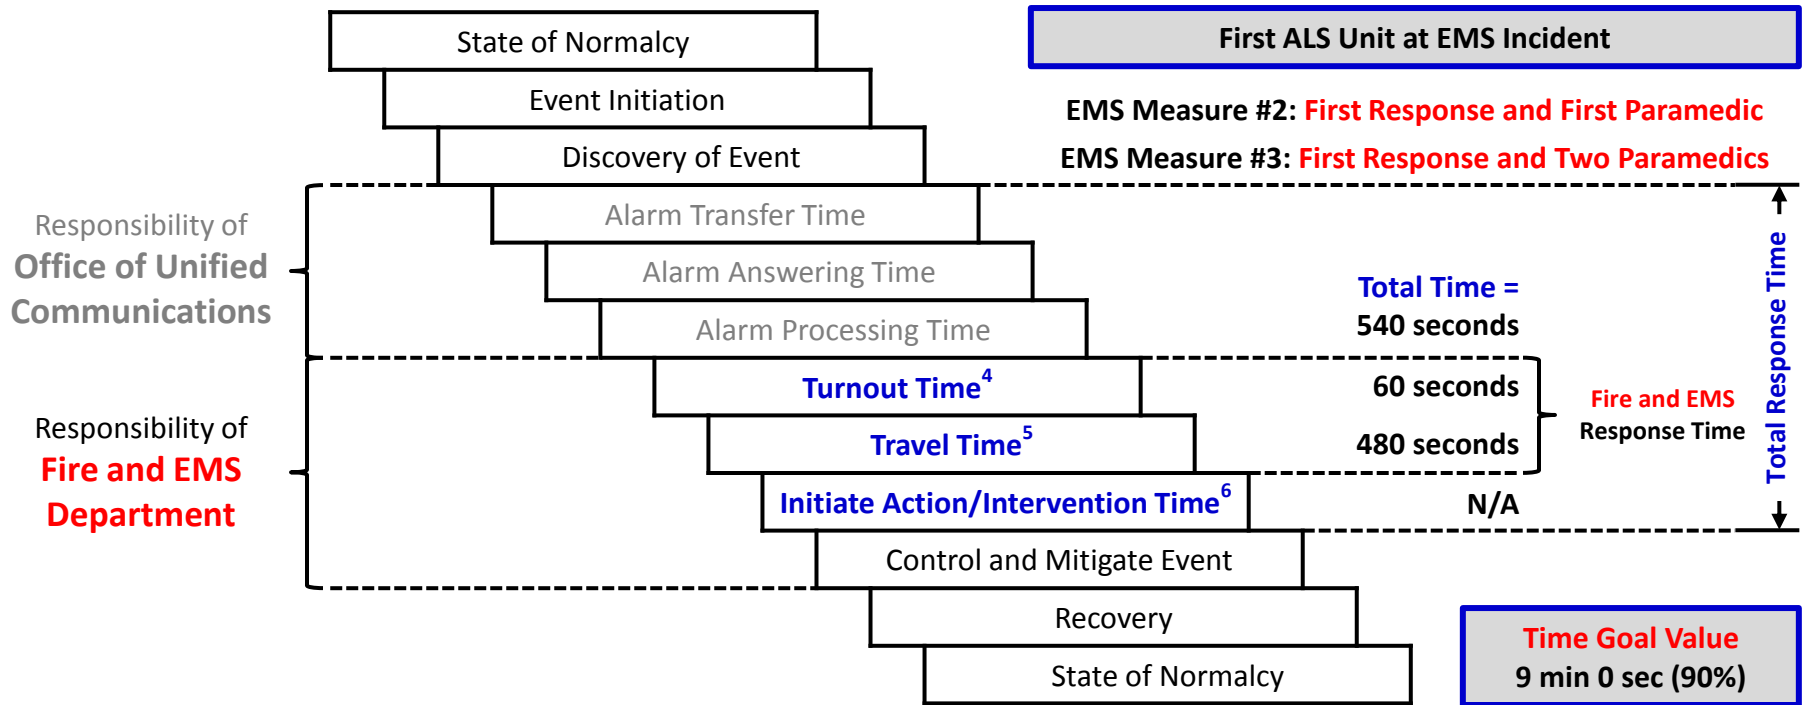 State of Normalcy
First ALS Unit at EMS Incident
Event Initiation
EMS Measure #2: First Response and First Paramedic
Discovery of Event
EMS Measure #3: First Response and Two Paramedics
Responsibility of
Office of Unified
Communications
Alarm Transfer Time
Alarm Answering Time
Alarm Processing Time
Total Time =
540 seconds
Total Response Time
Responsibility of
Fire and EMS
Department
Turnout Time⁴
60 seconds
Travel Time⁵
480 seconds
Fire and EMS
Response Time
Initiate Action/Intervention Time⁶
N/A
Control and Mitigate Event
Recovery
State of Normalcy
Time Goal Value
9 min 0 sec (90%)